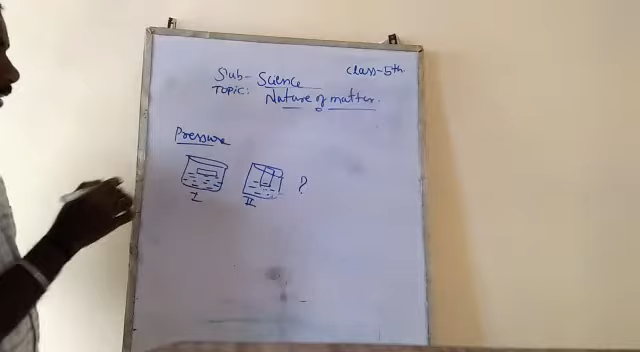 Sub- Science
Class-5th.
TOPIC: Nature of matter.
Pressure
I
II
?